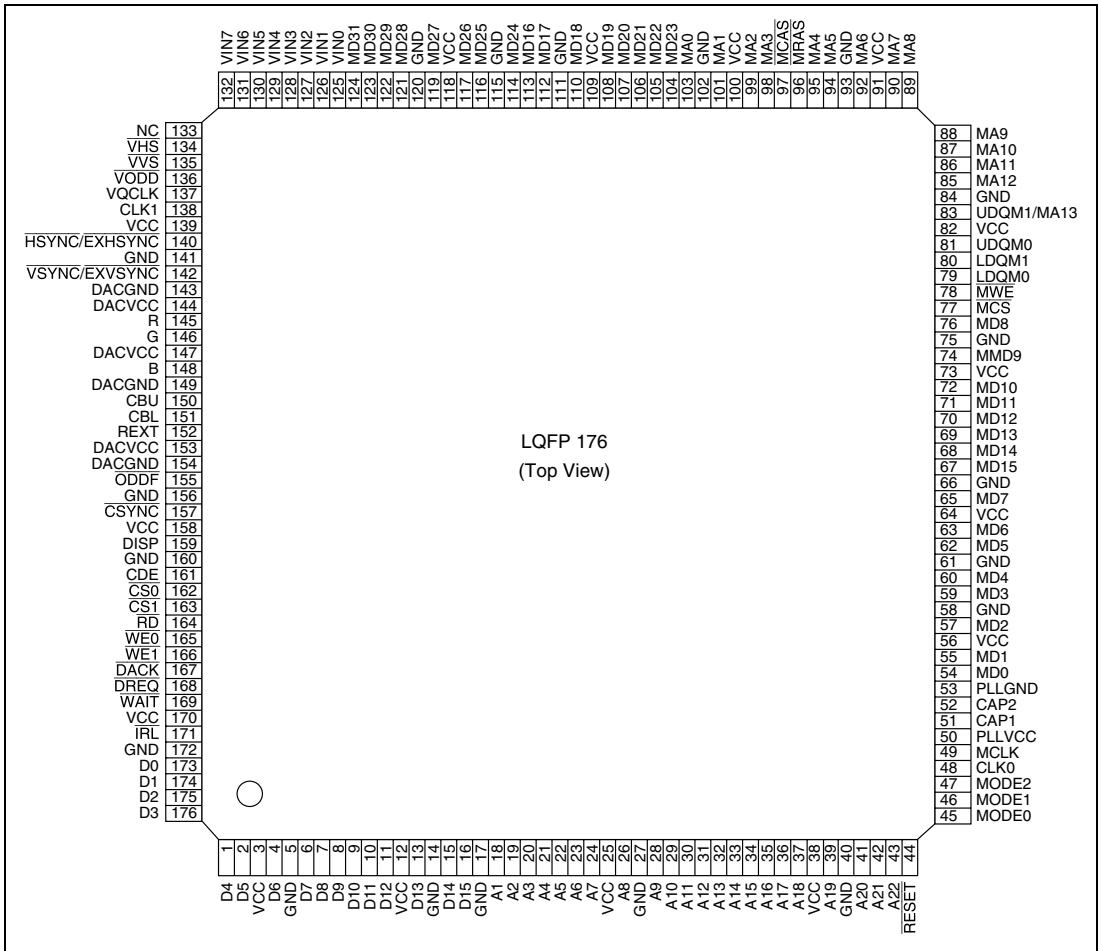 VIN7 VIN6 VIN5 VIN4 VIN3 VIN2 VIN1 VIN0 MD31 MD30 MD29 MD28 GND MD27 VCC MD26 MD25 GND MD24 MD16 MD17 GND MD18 VCC MD19 MD20 MD21 MD22 MD23 MA0 GND MA1 VCC MA2 MA3 MCAS MRAS MA4 MA5 GND MA6 VCC MA7 MA8
132 131 130 129 128 127 126 125 124 123 122 121 120 119 118 117 116 115 114 113 112 111 110 109 108 107 106 105 104 103 102 101 100 99 98 97 96 95 94 93 92 91 90 89
NC 133
VHS 134
VVS 135
VODD 136
VQCLK 137
CLK1 138
VCC 139
HSYNC/EXHSYNC 140
GND 141
VSYNC/EXVSYNC 142
DACGND 143
DACVCC 144
R 145
G 146
DACVCC 147
B 148
DACGND 149
CBU 150
CBL 151
REXT 152
DACVCC 153
DACGND 154
ODDF 155
GND 156
CSYNC 157
VCC 158
DISP 159
GND 160
CDE 161
CS0 162
CS1 163
RD 164
WE0 165
WE1 166
DACK 167
DREQ 168
WAIT 169
VCC 170
IRL 171
GND 172
D0 173
D1 174
D2 175
D3 176
LQFP 176
(Top View)
88 MA9
87 MA10
86 MA11
85 MA12
84 GND
83 UDQM1/MA13
82 VCC
81 UDQM0
80 LDQM1
79 LDQM0
78 MWE
77 MCS
76 MD8
75 GND
74 MMD9
73 VCC
72 MD10
71 MD11
70 MD12
69 MD13
68 MD14
67 MD15
66 GND
65 MD7
64 VCC
63 MD6
62 MD5
61 GND
60 MD4
59 MD3
58 GND
57 MD2
56 VCC
55 MD1
54 MD0
53 PLLGND
52 CAP2
51 CAP1
50 PLLVCC
49 MCLK
48 CLK0
47 MODE2
46 MODE1
45 MODE0
1 2 3 4 5 6 7 8 9 10 11 12 13 14 15 16 17 18 19 20 21 22 23 24 25 26 27 28 29 30 31 32 33 34 35 36 37 38 39 40 41 42 43 44
D4 D5 VCC D6 GND D7 D8 D9 D10 D11 D12 VCC D13 GND D14 D15 GND A1 A2 A3 A4 A5 A6 A7 VCC A8 GND A9 A10 A11 A12 A13 A14 A15 A16 A17 A18 VCC A19 GND A20 A21 A22 RESET